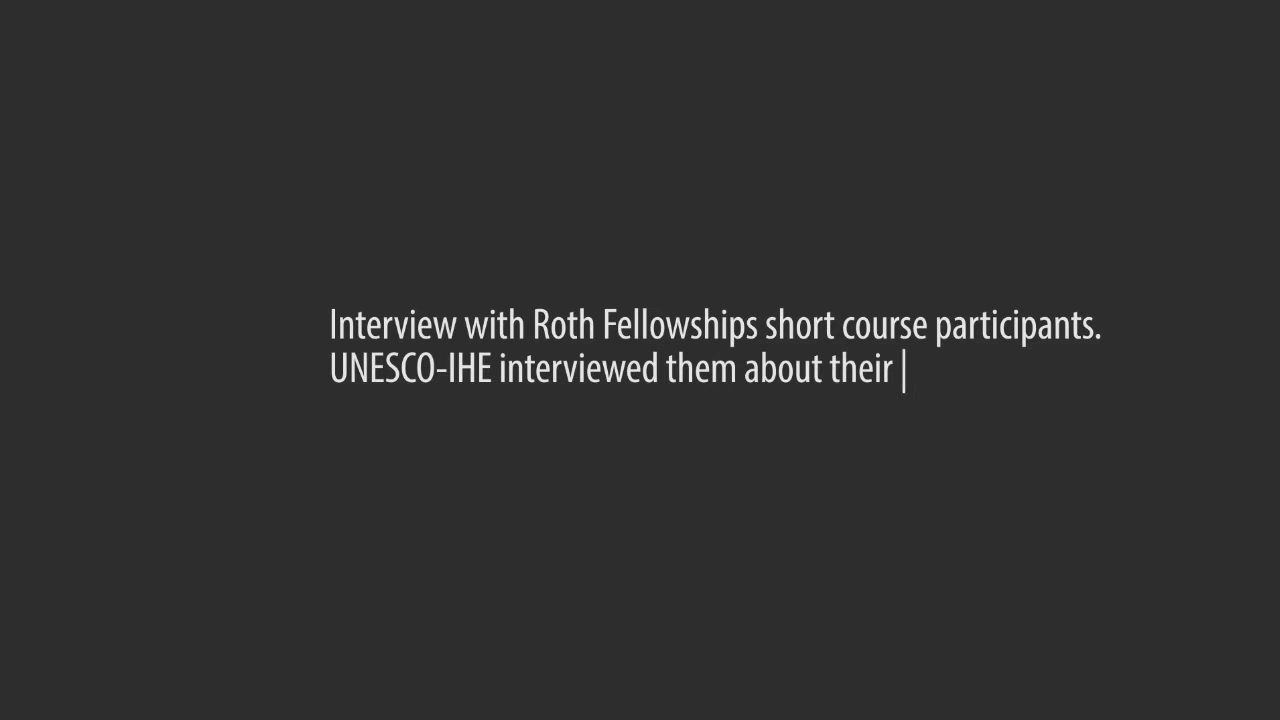 Interview with Roth Fellowships short course participants.
UNESCO-IHE interviewed them about their |